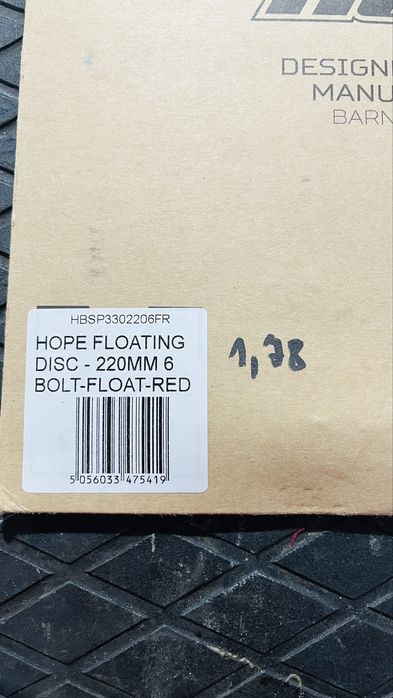 DESIGN
MANU
BARN
HBSP3302206FR
HOPE FLOATING
DISC - 220MM 6
BOLT-FLOAT-RED
5 056033 475419
1,78